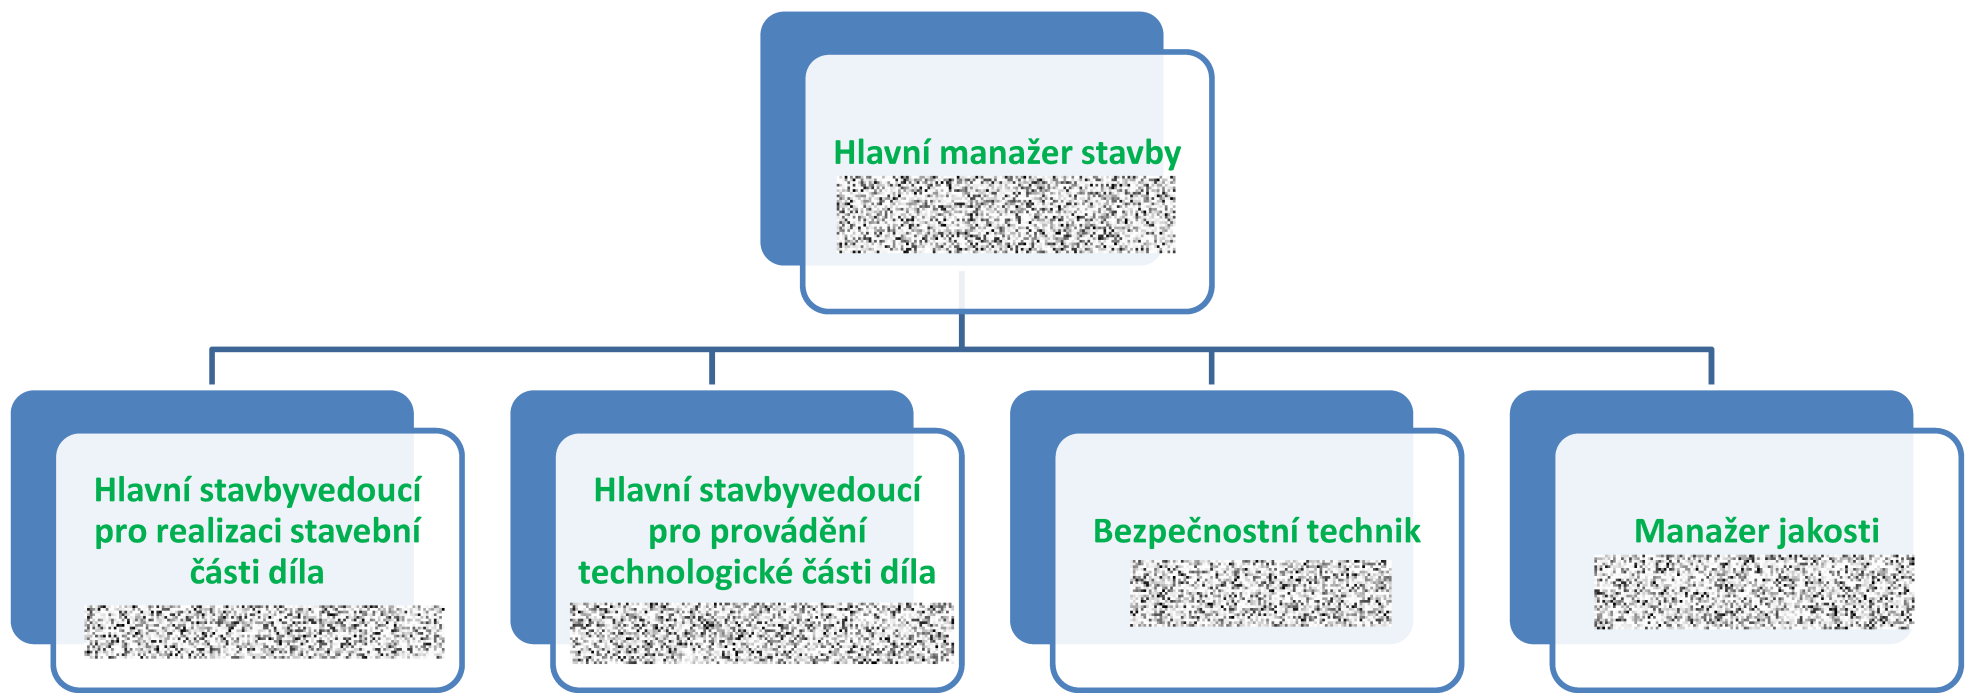 Hlavní manažer stavby
Hlavní stavbyvedoucí
pro realizaci stavební
části díla
Hlavní stavbyvedoucí
pro provádění
technologické části díla
Bezpečnostní technik
Manažer jakosti